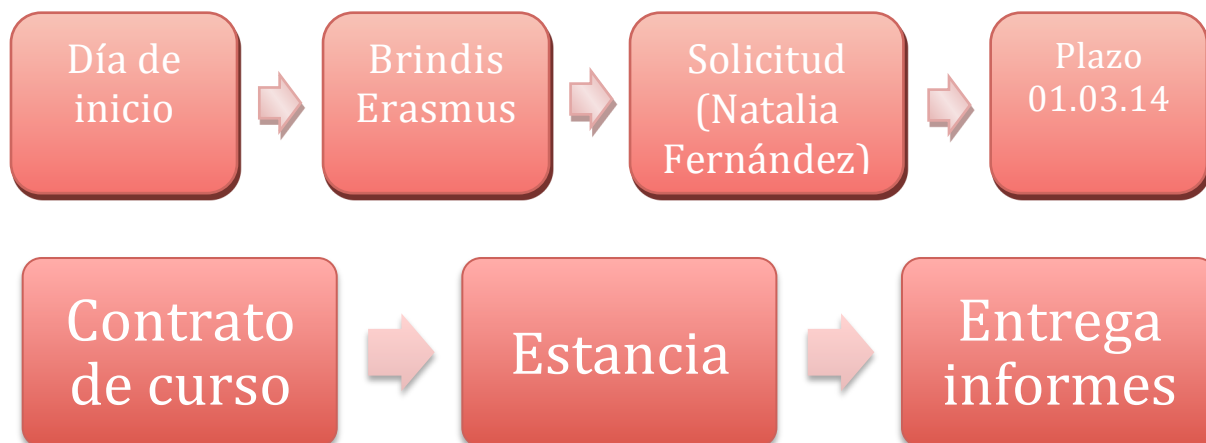 Día de
inicio
Brindis
Erasmus
Solicitud
(Natalia
Fernández)
Plazo
01.03.14
Contrato
de curso
Estancia
Entrega
informes